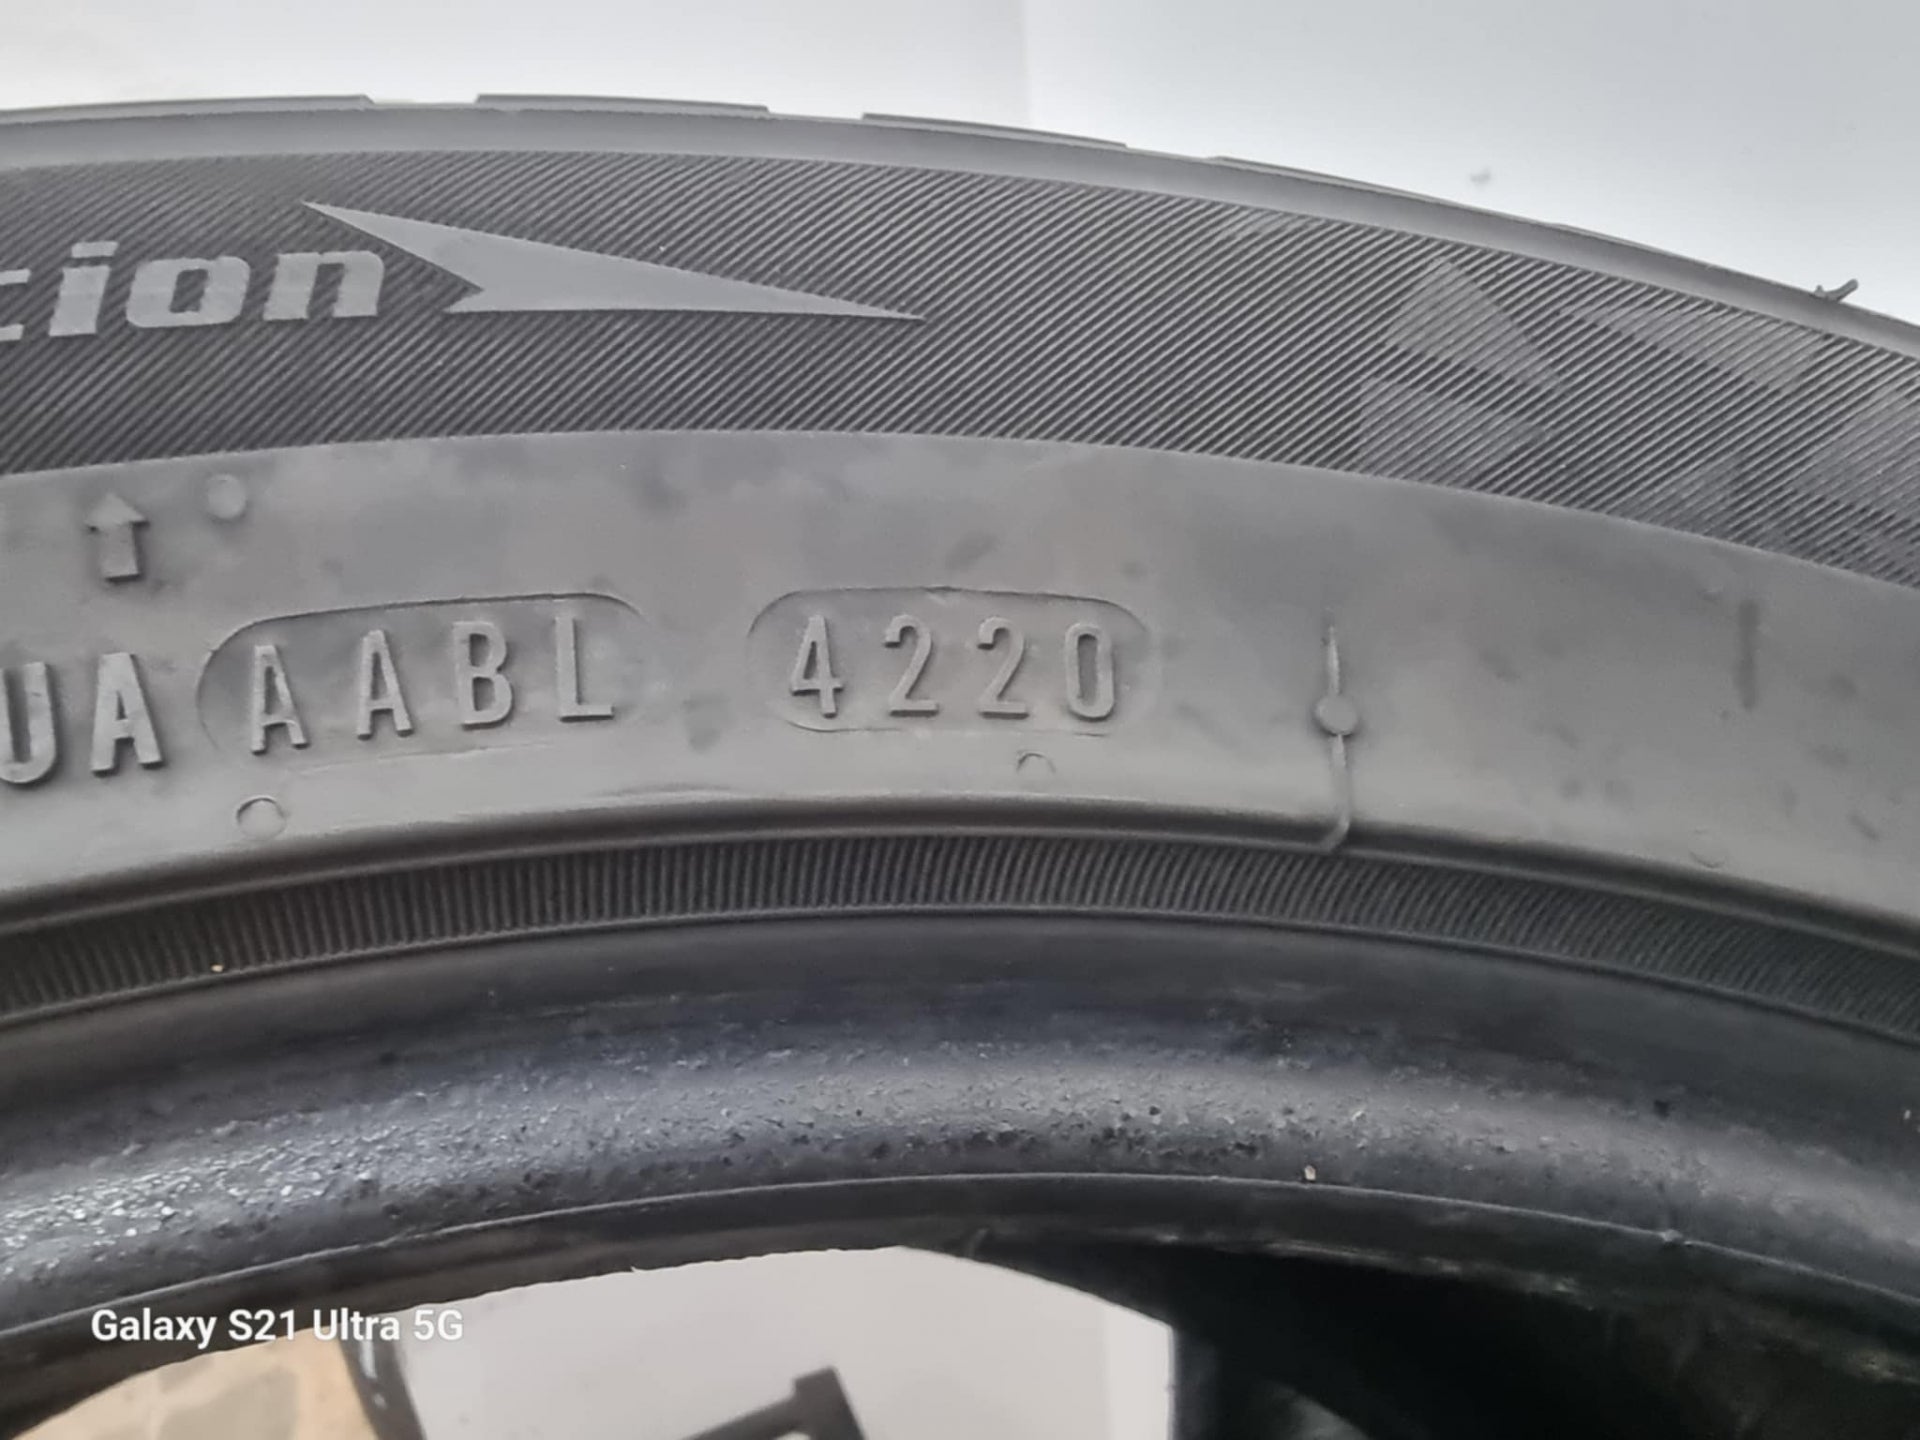 tion
UA AABL 4220
Galaxy S21 Ultra 5G